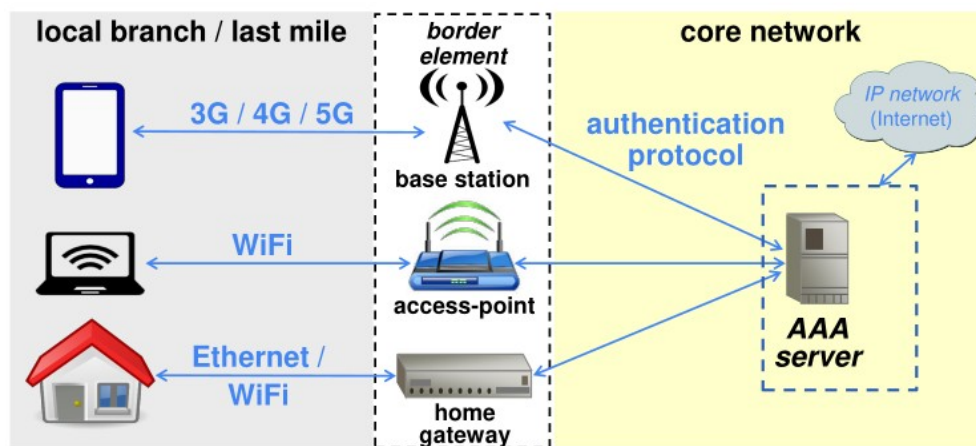 local branch / last mile
border
element
core network
3G / 4G / 5G
base station
authentication
protocol
IP network
(Internet)
WiFi
access-point
AAA
server
Ethernet /
WiFi
home
gateway